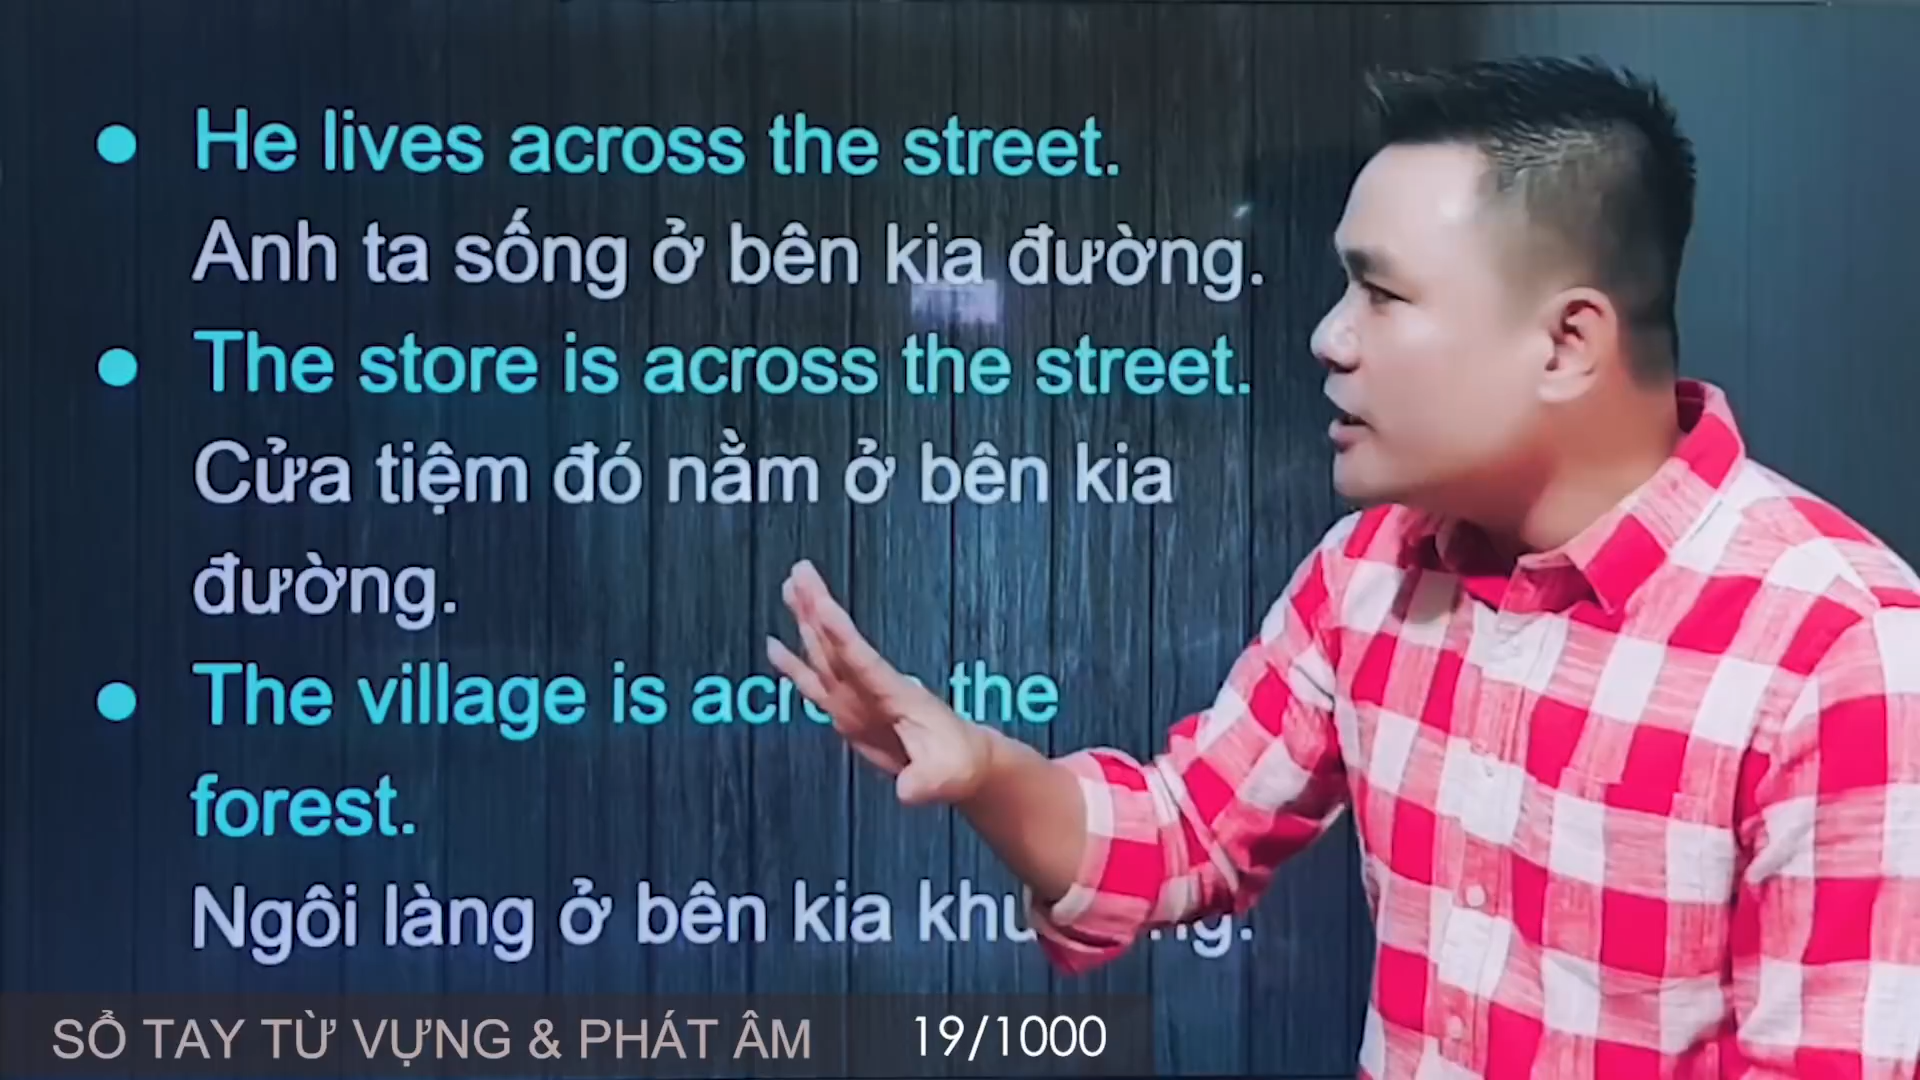 He lives across the street.
Anh ta sống ở bên kia đường.
The store is across the street.
Cửa tiệm đó nằm ở bên kia
đường.
The village is the
forest.
Ngôi làng ở bên kia
SỔ TAY TỪ VỰNG & PHÁT ÂM
19/1000